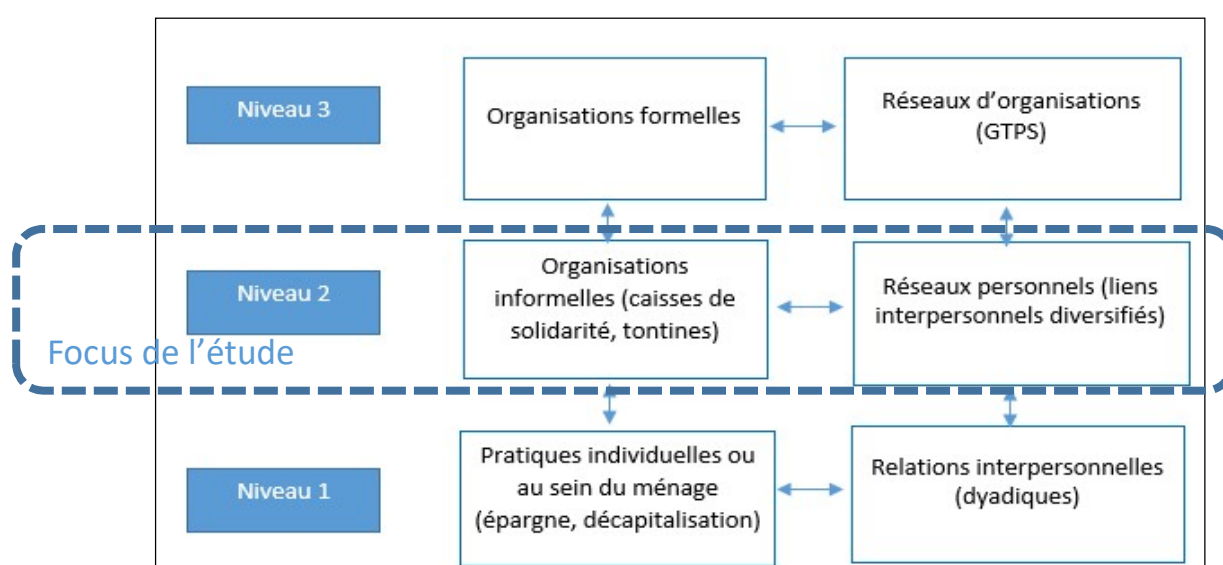 Niveau 3
Organisations formelles
Réseaux d’organisations
(GTPS)
Niveau 2
Organisations
informelles (caisses de
solidarité, tontines)
Réseaux personnels (liens
interpersonnels diversifiés)
Focus de l’étude
Niveau 1
Pratiques individuelles ou
au sein du ménage
(épargne, décapitalisation)
Relations interpersonnelles
(dyadiques)